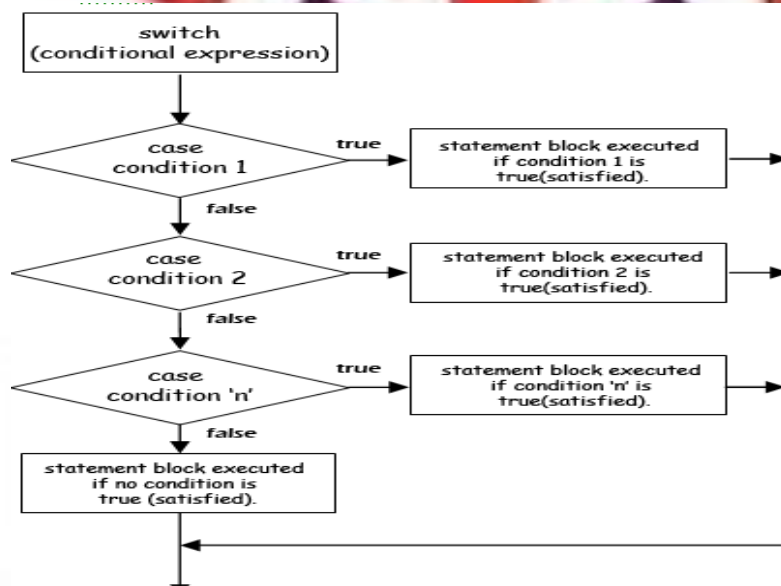 switch
(conditional expression)
case
condition 1
true
statement block executed
if condition 1 is
true(satisfied).
false
case
condition 2
true
statement block executed
if condition 2 is
true(satisfied).
false
case
condition 'n'
true
statement block executed
if condition 'n' is
true(satisfied).
false
statement block executed
if no condition is
true (satisfied).